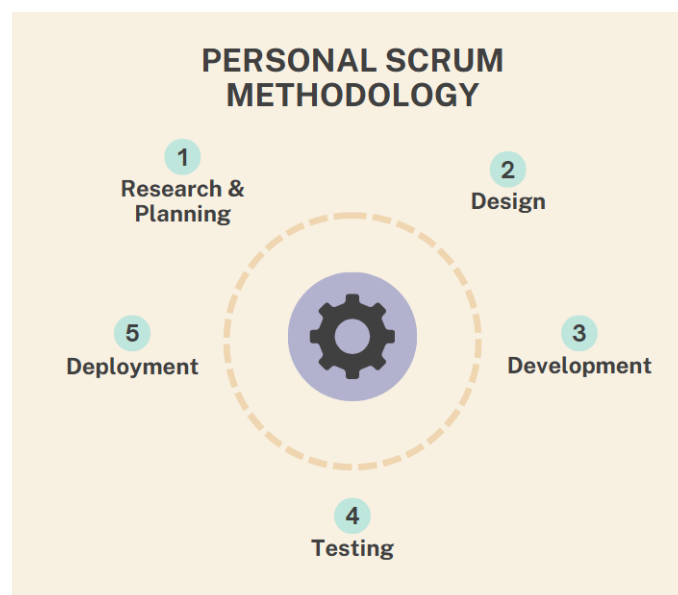 PERSONAL SCRUM
METHODOLOGY
1
Research &
Planning
2
Design
3
Development
4
Testing
5
Deployment